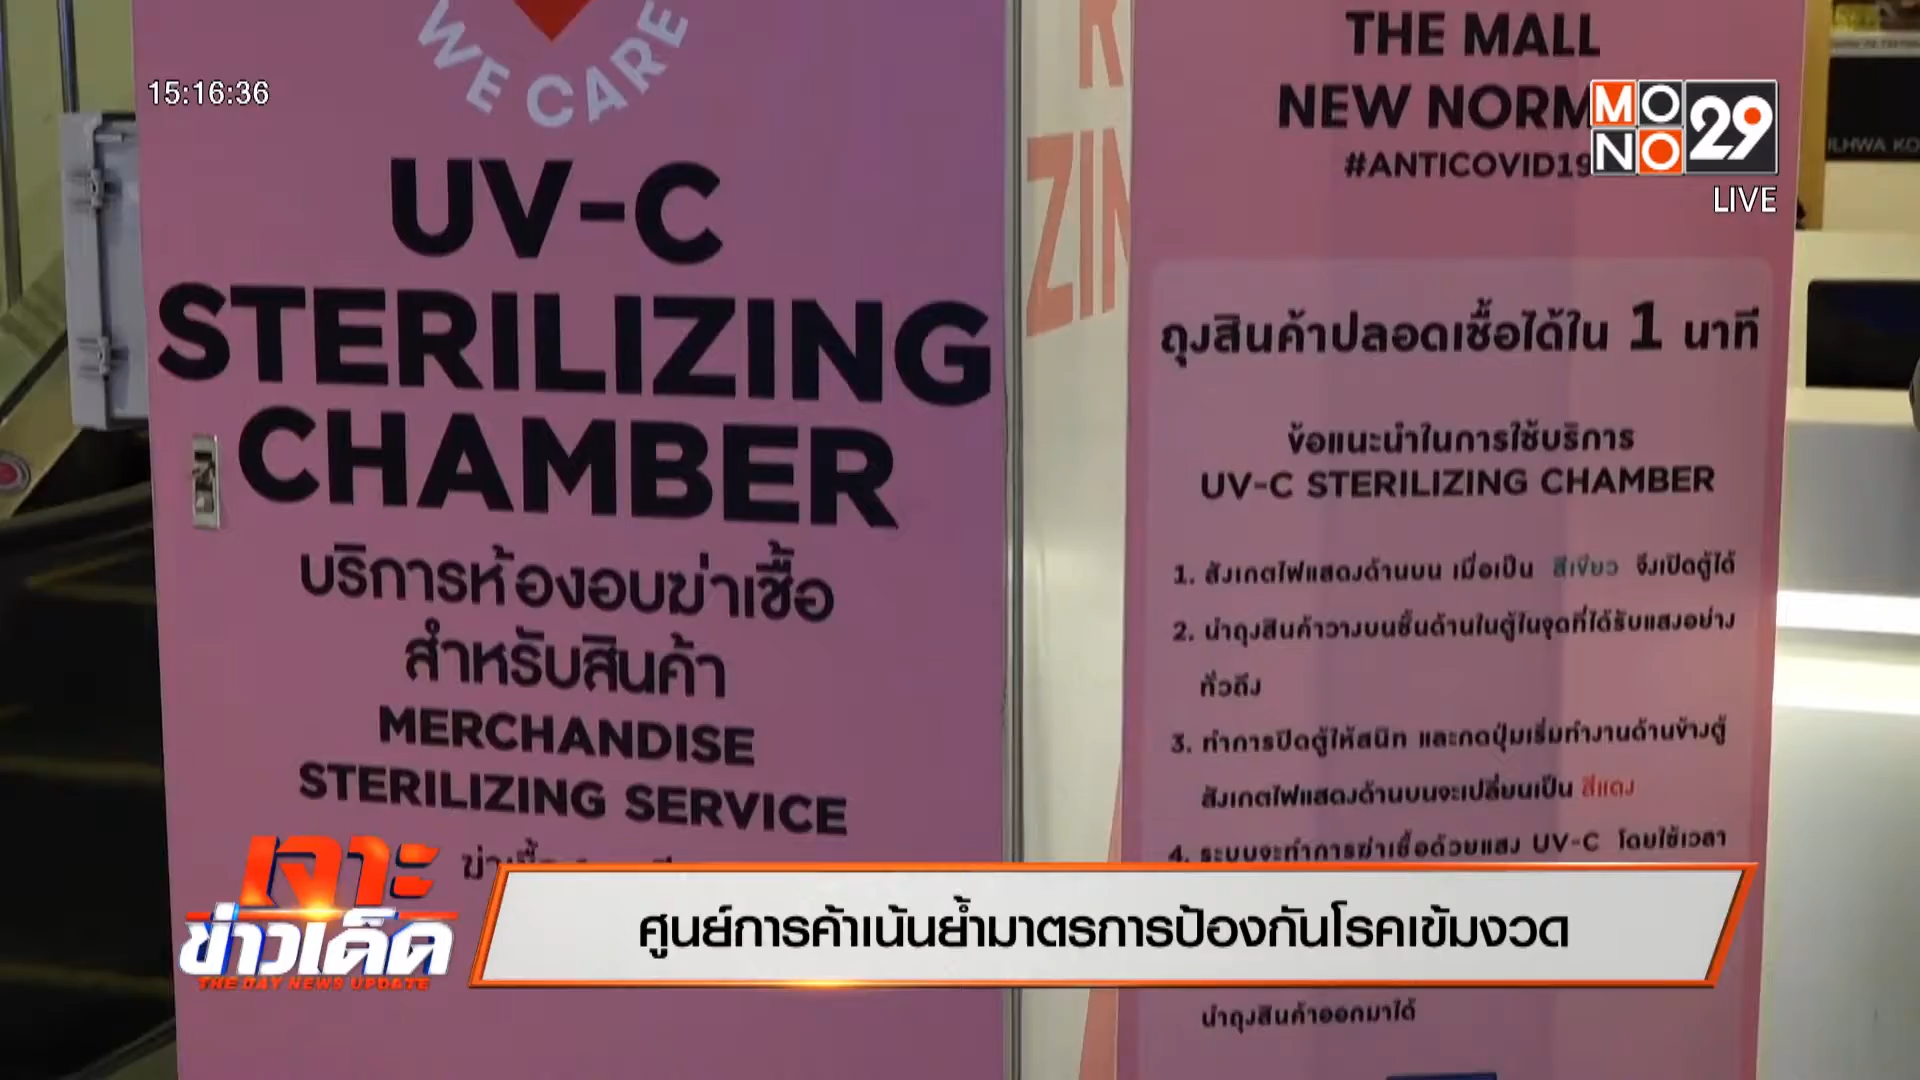 WE CARE
15:16:36
UV-C
STERILIZING
CHAMBER
บริการห้องอบฆ่าเชื้อ
สำหรับสินค้า
MERCHANDISE
STERILIZING SERVICE
THE MALL
NEW NORM
#ANTICOVID19
MONO 29
LIVE
ถุงสินค้าปลอดเชื้อได้ใน 1 นาที
ข้อแนะนำในการใช้บริการ
UV-C STERILIZING CHAMBER
1. สังเกตไฟแสดงด้านบน เมื่อเป็น สีเขียว จึงเปิดตู้ได้
2. นำถุงสินค้าวางบนชั้นด้านในตู้ในจุดที่ได้รับแสงอย่าง
ทั่วถึง
3. ทำการปิดตู้ให้สนิท และกดปุ่มเริ่มทำงานด้านข้างตู้
สังเกตไฟแสดงด้านบนจะเปลี่ยนเป็น สีแดง
4. ระบบจะทำการฆ่าเชื้อด้วยแสง UV-C โดยใช้เวลา
นำถุงสินค้าออกมาได้
เจาะ
ข่าวเด็ด
THE DAY NEWS UPDATE
ศูนย์การค้าเน้นย้ำมาตรการป้องกันโรคเข้มงวด